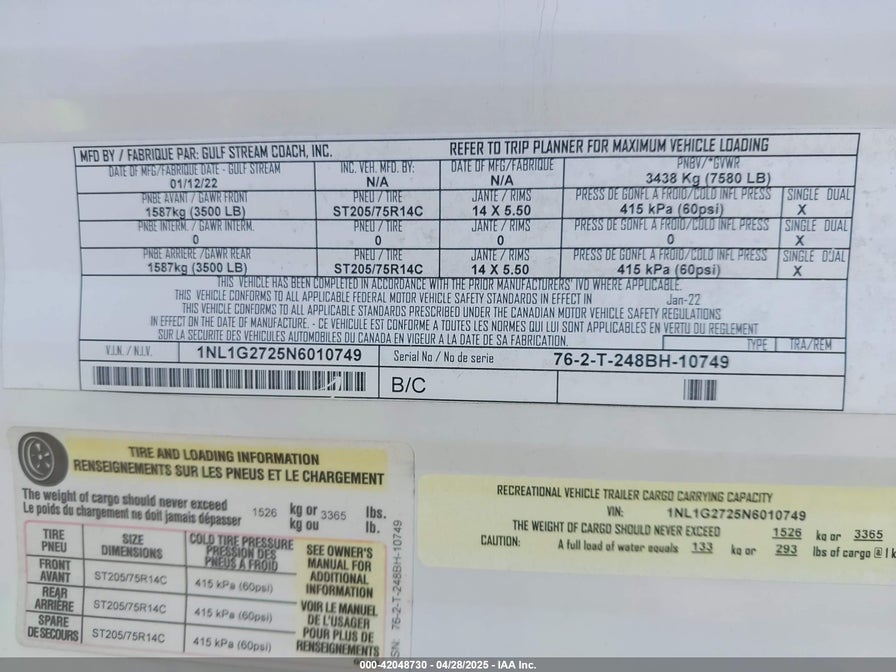 MFD BY / FABRIQUE PAR: GULF STREAM COACH, INC. REFER TO TRIP PLANNER FOR MAXIMUM VEHICLE LOADING
DATE OF MFG/FABRIQUE DATE - GULF STREAM INC. VEH. MFD. BY: DATE OF MFG/FABRIQUE PNBV/*GVWR
01/12/22 N/A N/A 3438 Kg (7580 LB)
PNBE AVANT / GAWR FRONT PNEU / TIRE JANTE / RIMS PRESS DE GONFL A FROID/COLD INFL PRESS SINGLE DUAL
1587kg (3500 LB) ST205/75R14C 14 X 5.50 415 kPa (60psi) X
PNBE INTERM. / GAWR INTERM. PNEU / TIRE JANTE / RIMS PRESS DE GONFL A FROID/COLD INFL PRESS SINGLE DUAL
0 0 0 0 X
PNBE ARRIERE /GAWR REAR PNEU / TIRE JANTE / RIMS PRESS DE GONFL A FROID/COLD INFL PRESS SINGLE DUAL
1587kg (3500 LB) ST205/75R14C 14 X 5.50 415 kPa (60psi) X
THIS VEHICLE HAS BEEN COMPLETED IN ACCORDANCE WITH THE PRIOR MANUFACTURERS' IVD WHERE APPLICABLE.
THIS VEHICLE CONFORMS TO ALL APPLICABLE FEDERAL MOTOR VEHICLE SAFETY STANDARDS IN EFFECT IN Jan-22
THIS VEHICLE CONFORMS TO ALL APPLICABLE STANDARDS PRESCRIBED UNDER THE CANADIAN MOTOR VEHICLE SAFETY REGULATIONS
IN EFFECT ON THE DATE OF MANUFACTURE. - CE VEHICULE EST CONFORME A TOUTES LES NORMES QUI LUI SONT APPLICABLE EN VERTU DU REGLEMENT
SUR LA SECURITE DES VEHICULES AUTOMOBILES DU CANADA EN VIGEUR A LA DATE DE SA FABRICATION.
TYPE TRA/REM
V.I.N. / N.I.V. 1NL1G2725N6010749 Serial No / No de serie 76-2-T-248BH-10749
B/C
TIRE AND LOADING INFORMATION
RENSEIGNEMENTS SUR LES PNEUS ET LE CHARGEMENT
The weight of cargo should never exceed 1526 kg or 3365 lbs.
Le poids du chargement ne doit jamais dépasser kg ou lb.
TIRE SIZE COLD TIRE PRESSURE
PNEU DIMENSIONS PRESSION DES
PNEUS À FROID
FRONT
AVANT ST205/75R14C 415 kPa (60psi)
REAR
ARRIÈRE ST205/75R14C 415 kPa (60psi)
SPARE
DE SECOURS ST205/75R14C 415 kPa (60psi)
SEE OWNER'S
MANUAL FOR
ADDITIONAL
INFORMATION
VOIR LE MANUEL
DE L'USAGER
POUR PLUS DE
RENSEIGNEMENTS
SN: 76-2-T-248BH-10749
RECREATIONAL VEHICLE TRAILER CARGO CARRYING CAPACITY
VIN: 1NL1G2725N6010749
THE WEIGHT OF CARGO SHOULD NEVER EXCEED 1526 kg or 3365
CAUTION: A full load of water equals 133 kg or 293 lbs of cargo @ 1 k
000-42048730 - 04/28/2025 - IAA Inc.